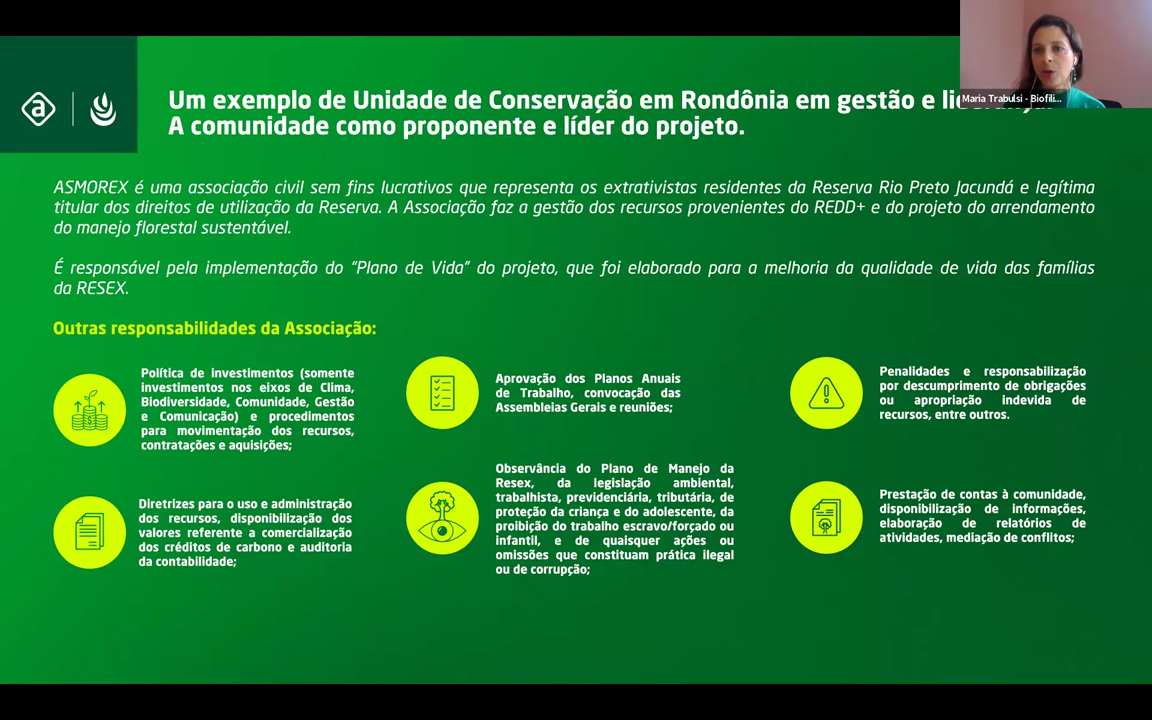 Um exemplo de Unidade de Conservação em Rondônia em gestão e
A comunidade como proponente e líder do projeto.
Maria Trabulsi - Biofili...
ASMOREX é uma associação civil sem fins lucrativos que representa os extrativistas residentes da Reserva Rio Preto Jacundá e legítima
titular dos direitos de utilização da Reserva. A Associação faz a gestão dos recursos provenientes do REDD+ e do projeto do arrendamento
do manejo florestal sustentável.
É responsável pela implementação do “Plano de Vida” do projeto, que foi elaborado para a melhoria da qualidade de vida das famílias
da RESEX.
Outras responsabilidades da Associação:
Política de investimentos (somente
investimentos nos eixos de Clima,
Biodiversidade, Comunidade, Gestão
e Comunicação) e procedimentos
para movimentação dos recursos,
contratações e aquisições;
Aprovação dos Planos Anuais
de Trabalho, convocação das
Assembleias Gerais e reuniões;
Penalidades e responsabilização
por descumprimento de obrigações
ou apropriação indevida de
recursos, entre outros.
Diretrizes para o uso e administração
dos recursos, disponibilização dos
valores referente a comercialização
dos créditos de carbono e auditoria
da contabilidade;
Observância do Plano de Manejo da
Resex, da legislação ambiental,
trabalhista, previdenciária, tributária, de
proteção da criança e do adolescente, da
proibição do trabalho escravo/forçado ou
infantil, e de quaisquer ações ou
omissões que constituam prática ilegal
ou de corrupção;
Prestação de contas à comunidade,
disponibilização de informações,
elaboração de relatórios de
atividades, mediação de conflitos;